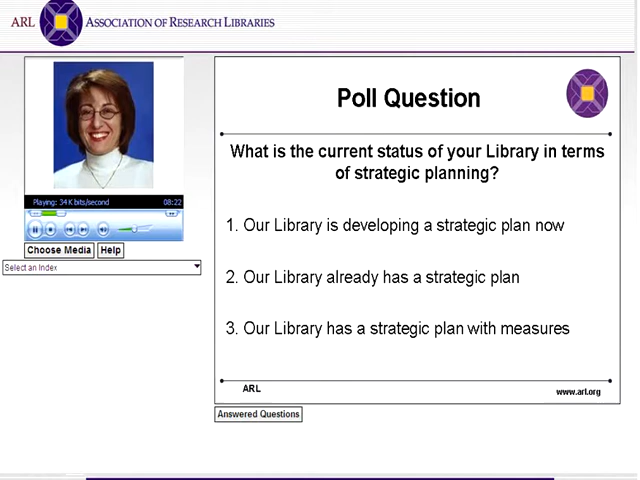 ARL ASSOCIATION OF RESEARCH LIBRARIES
Playing: 34 K bits/second 08:22
Choose Media Help
Select an Index
Poll Question
What is the current status of your Library in terms
of strategic planning?
1. Our Library is developing a strategic plan now
2. Our Library already has a strategic plan
3. Our Library has a strategic plan with measures
ARL www.arl.org
Answered Questions